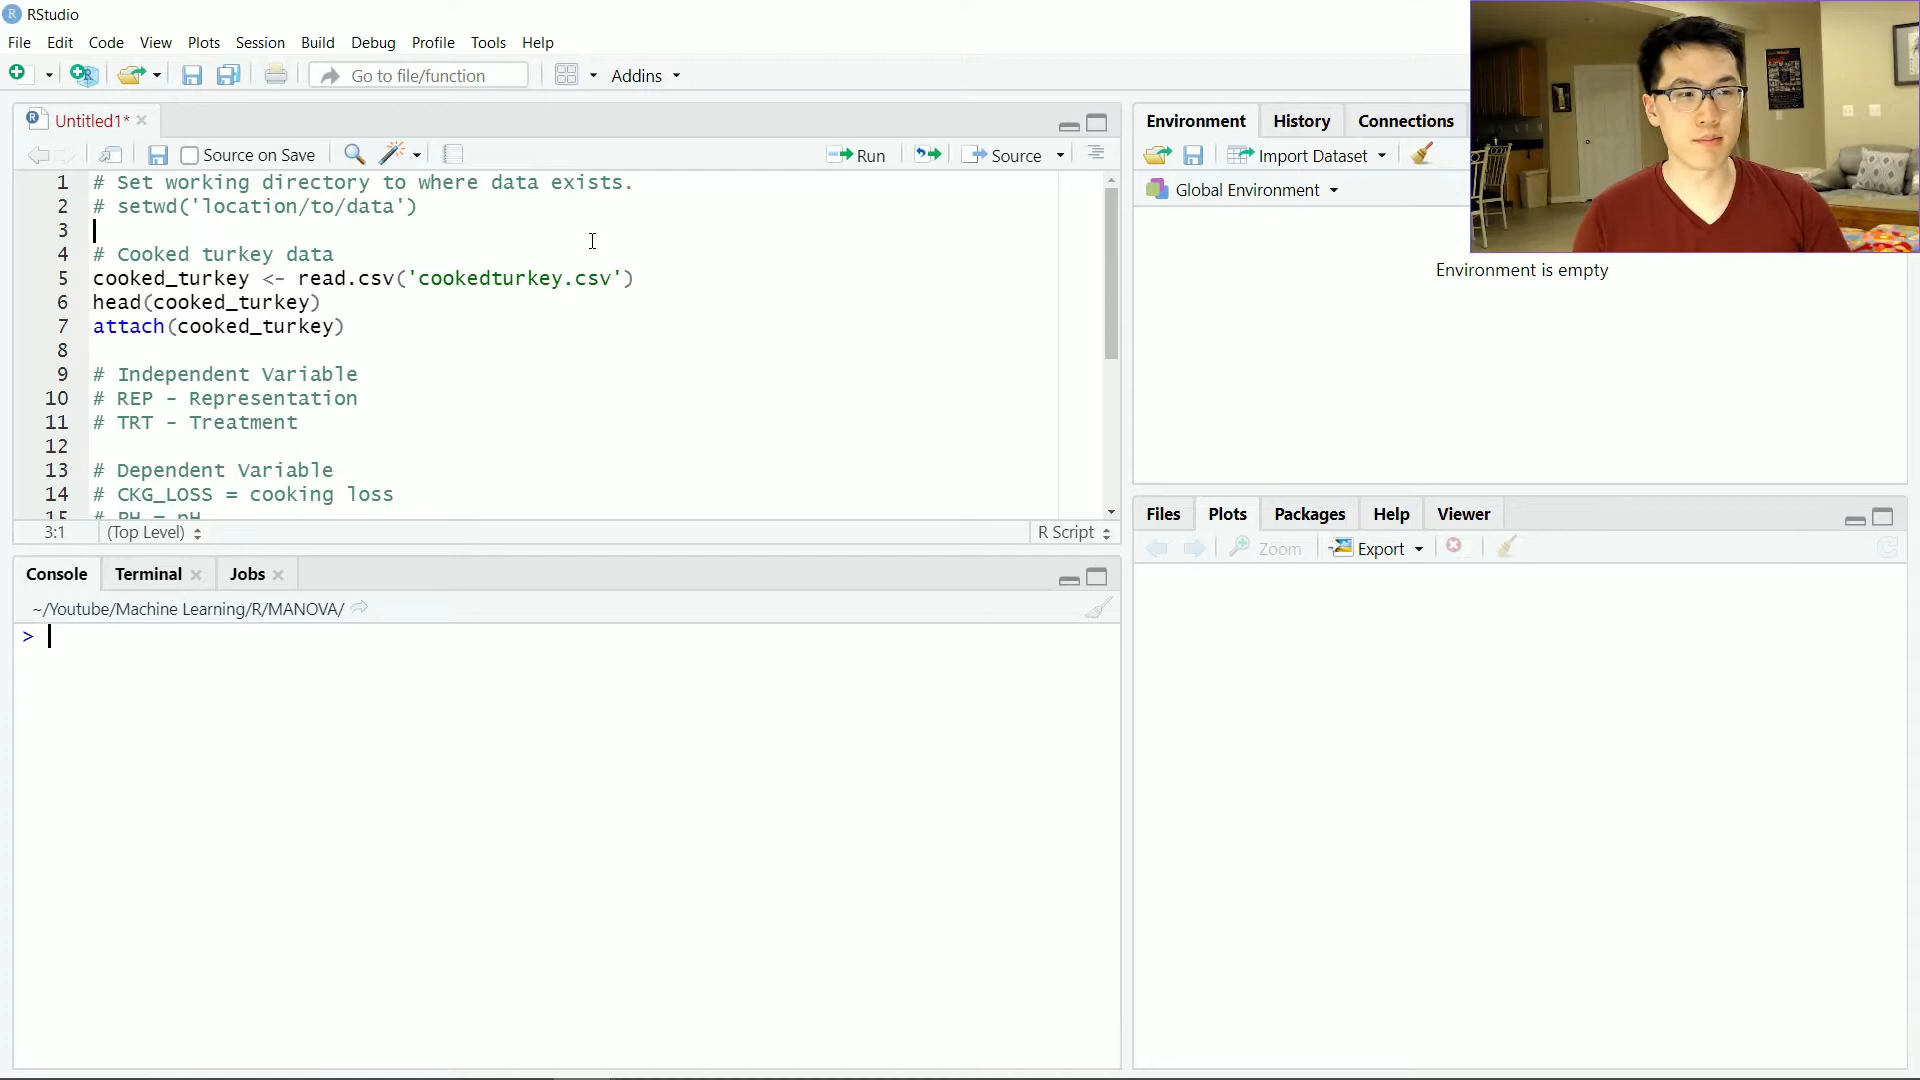 RStudio
File Edit Code View Plots Session Build Debug Profile Tools Help
Go to file/function Addins
Untitled1*
Source on Save Run Source
1 # Set working directory to where data exists.
2 # setwd('location/to/data')
3
4 # Cooked turkey data
5 cooked_turkey <- read.csv('cookedturkey.csv')
6 head(cooked_turkey)
7 attach(cooked_turkey)
8
9 # Independent Variable
10 # REP - Representation
11 # TRT - Treatment
12
13 # Dependent Variable
14 # CKG_LOSS = cooking loss
15 # PH = pH
3:1 (Top Level) R Script
Console Terminal Jobs
~/Youtube/Machine Learning/R/MANOVA/
>
Environment History Connections
Import Dataset
Global Environment
Environment is empty
Files Plots Packages Help Viewer
Zoom Export